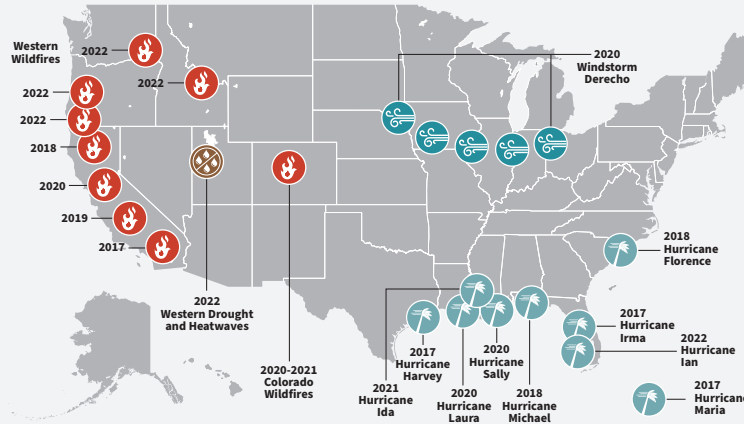 Western
Wildfires
2022
2022
2022
2022
2018
2020
2019
2017
2020
Windstorm
Derecho
2018
Hurricane
Florence
2022
Western Drought
and Heatwaves
2020-2021
Colorado
Wildfires
2021
Hurricane
Ida
2017
Hurricane
Harvey
2020
Hurricane
Laura
2020
Hurricane
Sally
2018
Hurricane
Michael
2017
Hurricane
Irma
2022
Hurricane
Ian
2017
Hurricane
Maria